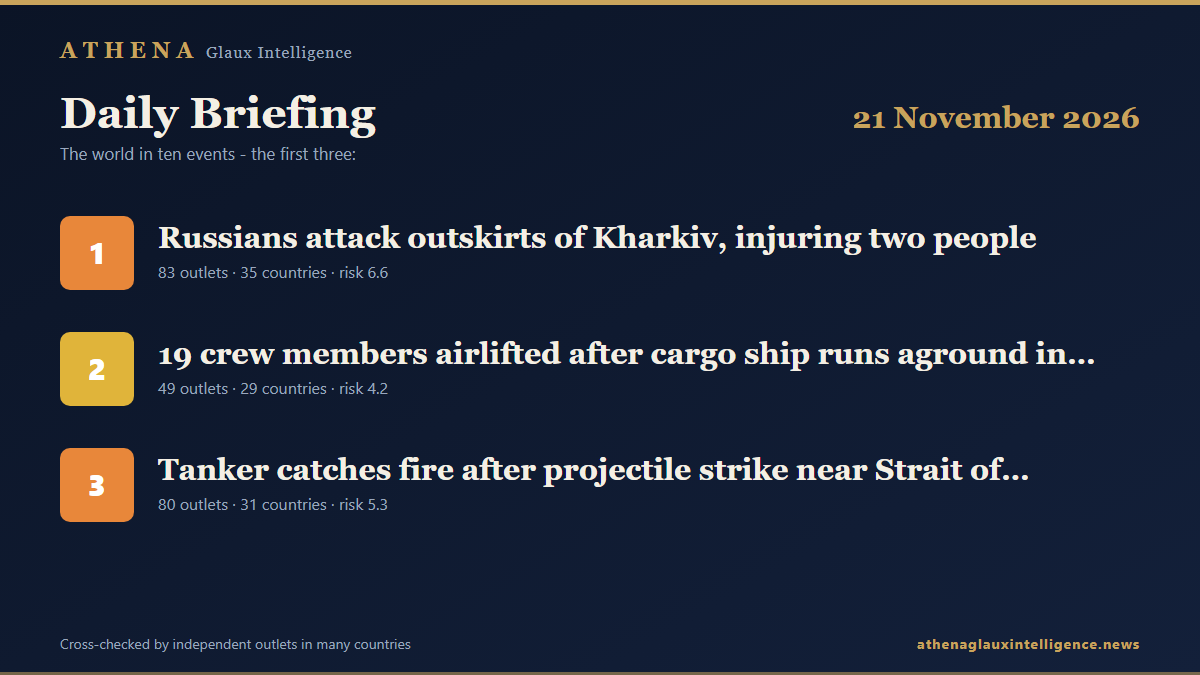 ATHENA Glaux Intelligence
Daily Briefing
21 November 2026
The world in ten events - the first three:
1
Russians attack outskirts of Kharkiv, injuring two people
83 outlets · 35 countries · risk 6.6
2
19 crew members airlifted after cargo ship runs aground in...
49 outlets · 29 countries · risk 4.2
3
Tanker catches fire after projectile strike near Strait of...
80 outlets · 31 countries · risk 5.3
Cross-checked by independent outlets in many countries
athenaglauxintelligence.news